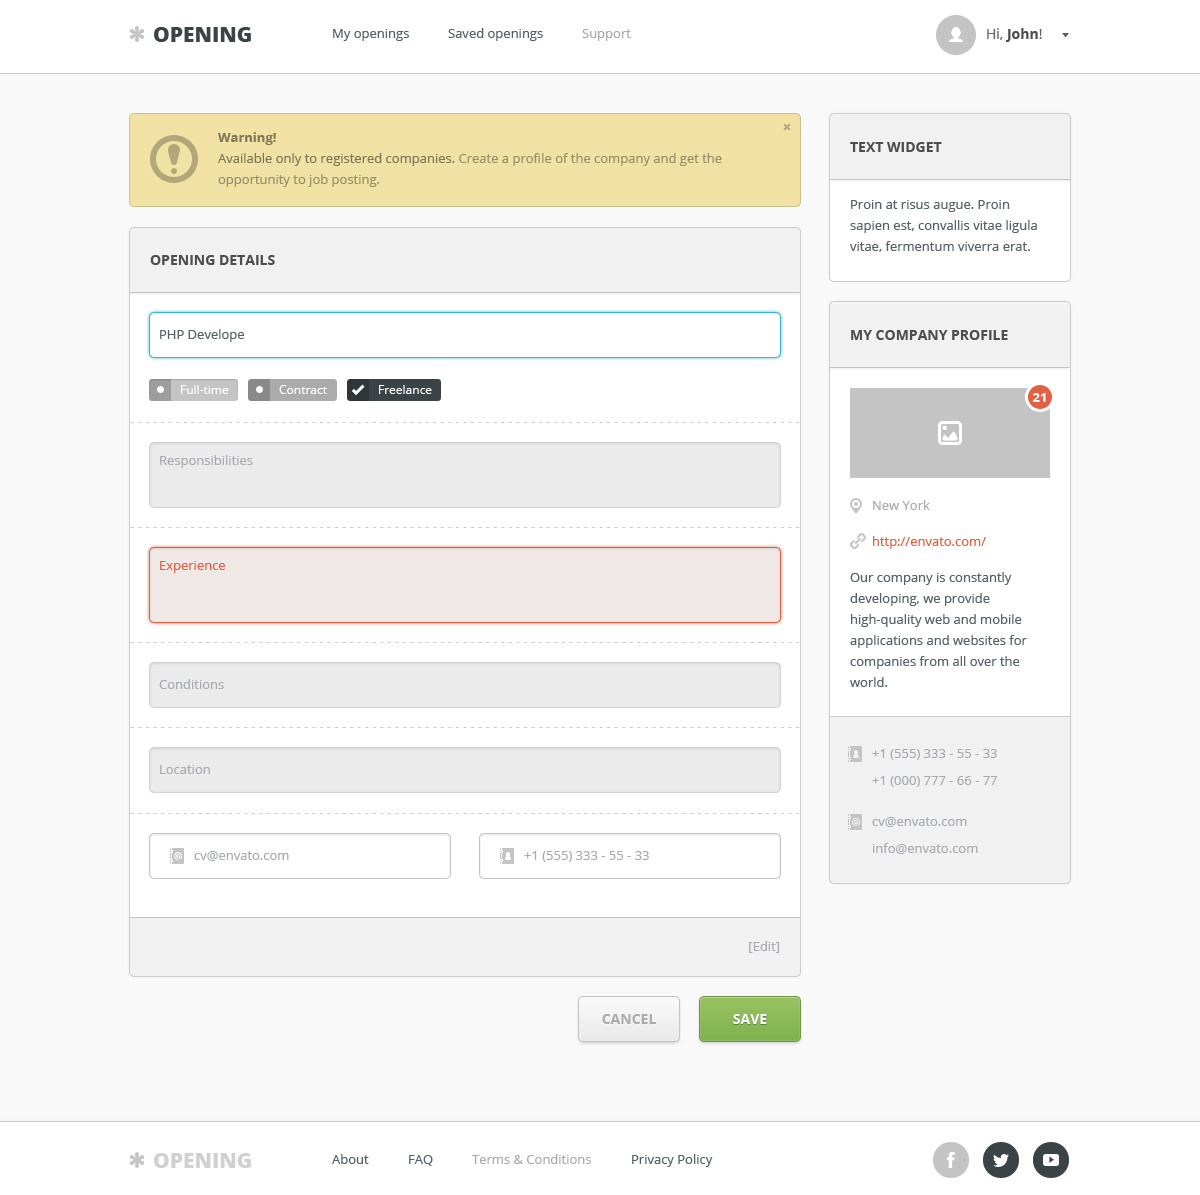 OPENING
My openings
Saved openings
Support
Hi, John!
Warning!
Available only to registered companies. Create a profile of the company and get the
opportunity to job posting.
×
OPENING DETAILS
PHP Develope
Full-time
Contract
Freelance
Responsibilities
Experience
Conditions
Location
cv@envato.com
+1 (555) 333 - 55 - 33
[Edit]
CANCEL
SAVE
TEXT WIDGET
Proin at risus augue. Proin
sapien est, convallis vitae ligula
vitae, fermentum viverra erat.
MY COMPANY PROFILE
21
New York
http://envato.com/
Our company is constantly
developing, we provide
high-quality web and mobile
applications and websites for
companies from all over the
world.
+1 (555) 333 - 55 - 33
+1 (000) 777 - 66 - 77
cv@envato.com
info@envato.com
OPENING
About
FAQ
Terms & Conditions
Privacy Policy